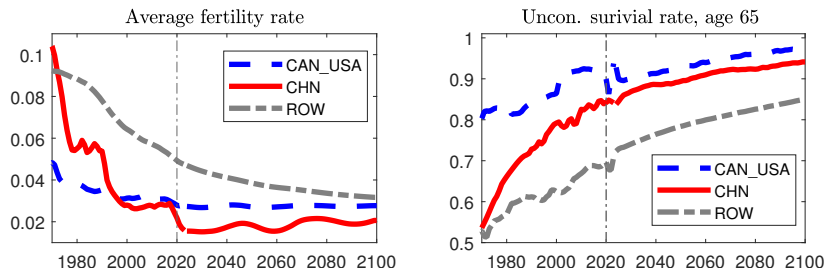 Average fertility rate
0.1
0.08
0.06
0.04
0.02
1980 2000 2020 2040 2060 2080 2100
CAN_USA
CHN
ROW
Uncon. surivial rate, age 65
1
0.9
0.8
0.7
0.6
0.5
1980 2000 2020 2040 2060 2080 2100
CAN_USA
CHN
ROW